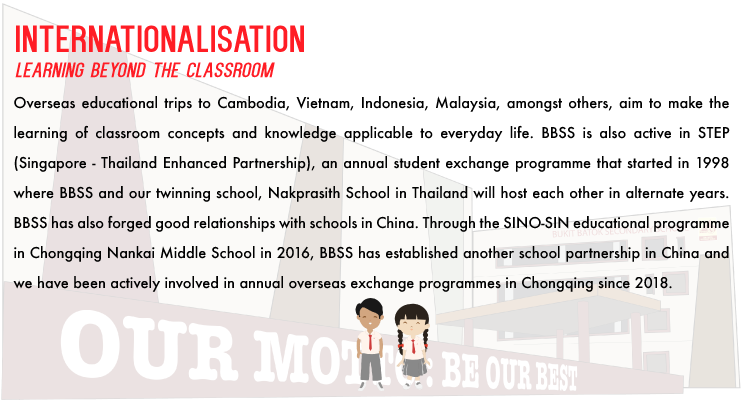 INTERNATIONALISATION
LEARNING BEYOND THE CLASSROOM
Overseas educational trips to Cambodia, Vietnam, Indonesia, Malaysia, amongst others, aim to make the
learning of classroom concepts and knowledge applicable to everyday life. BBSS is also active in STEP
(Singapore - Thailand Enhanced Partnership), an annual student exchange programme that started in 1998
where BBSS and our twinning school, Nakprasith School in Thailand will host each other in alternate years.
BBSS has also forged good relationships with schools in China. Through the SINO-SIN educational programme
in Chongqing Nankai Middle School in 2016, BBSS has established another school partnership in China and
we have been actively involved in annual overseas exchange programmes in Chongqing since 2018.
OUR MOTTO: BE OUR BEST